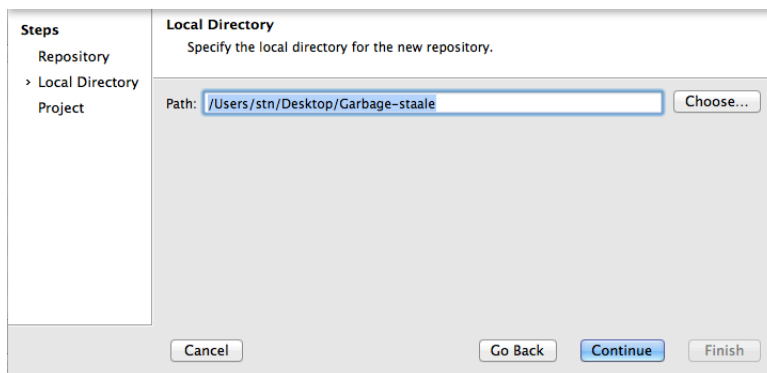 Steps
Repository
› Local Directory
Project
Local Directory
Specify the local directory for the new repository.
Path: /Users/stn/Desktop/Garbage-staale Choose...
Cancel Go Back Continue Finish